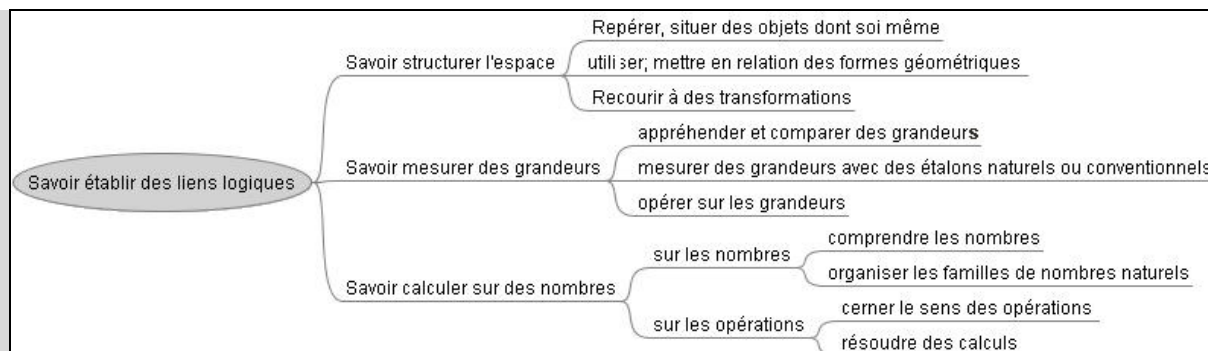 Savoir établir des liens logiques
Savoir structurer l'espace
Repérer, situer des objets dont soi même
utiliser; mettre en relation des formes géométriques
Recourir à des transformations
Savoir mesurer des grandeurs
appréhender et comparer des grandeurs
mesurer des grandeurs avec des étalons naturels ou conventionnels
opérer sur les grandeurs
Savoir calculer sur des nombres
sur les nombres
comprendre les nombres
organiser les familles de nombres naturels
sur les opérations
cerner le sens des opérations
résoudre des calculs